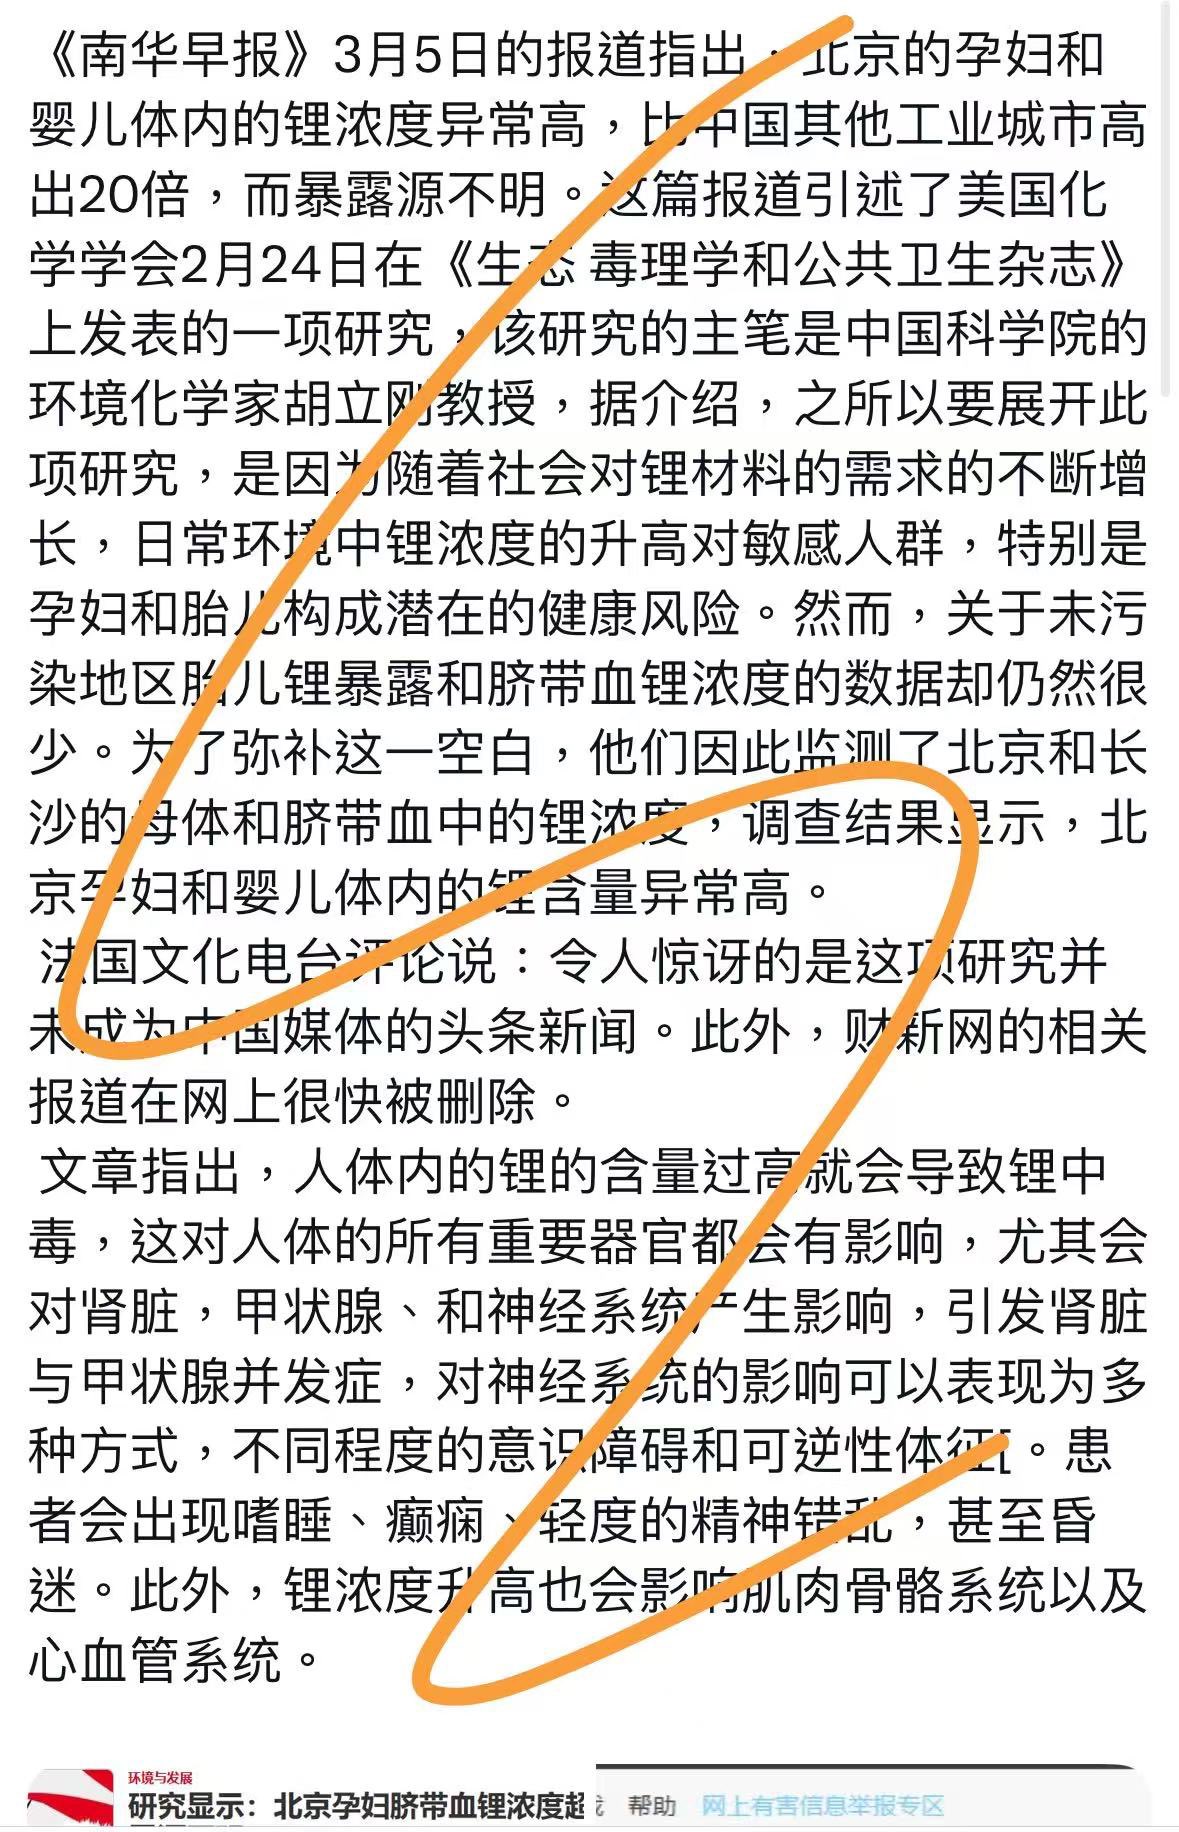 《南华早报》3月5日的报道指出，北京的孕妇和
婴儿体内的锂浓度异常高，比中国其他工业城市高
出20倍，而暴露源不明。这篇报道引述了美国化
学学会2月24日在《生态 毒理学和公共卫生杂志》
上发表的一项研究，该研究的主笔是中国科学院的
环境化学家胡立刚教授，据介绍，之所以要展开此
项研究，是因为随着社会对锂材料的需求的不断增
长，日常环境中锂浓度的升高对敏感人群，特别是
孕妇和胎儿构成潜在的健康风险。然而，关于未污
染地区胎儿锂暴露和脐带血锂浓度的数据却仍然很
少。为了弥补这一空白，他们因此监测了北京和长
沙的母体和脐带血中的锂浓度，调查结果显示，北
京孕妇和婴儿体内的锂含量异常高。
法国文化电台评论说：令人惊讶的是这项研究并
未成为中国媒体的头条新闻。此外，财新网的相关
报道在网上很快被删除。
文章指出，人体内的锂的含量过高就会导致锂中
毒，这对人体的所有重要器官都会有影响，尤其会
对肾脏，甲状腺、和神经系统产生影响，引发肾脏
与甲状腺并发症，对神经系统的影响可以表现为多
种方式，不同程度的意识障碍和可逆性体征[。患
者会出现嗜睡、癫痫、轻度的精神错乱，甚至昏
迷。此外，锂浓度升高也会影响肌肉骨骼系统以及
心血管系统。
环境与发展
研究显示：北京孕妇脐带血锂浓度超
帮助 网上有害信息举报专区